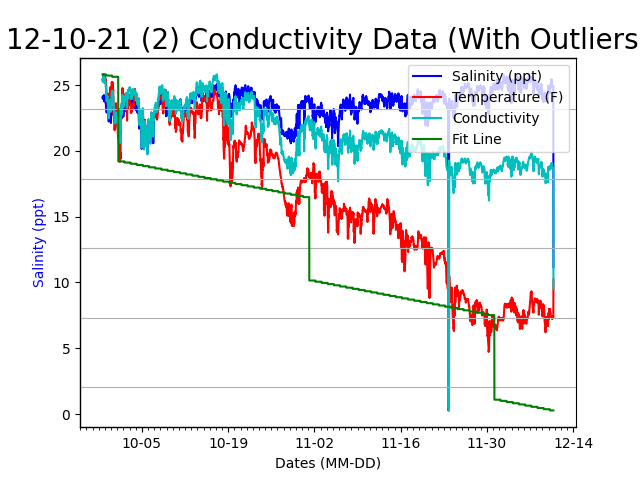 12-10-21 (2) Conductivity Data (With Outliers
Salinity (ppt)
Temperature (F)
Conductivity
Fit Line
Salinity (ppt)
25
20
15
10
5
0
10-05 10-19 11-02 11-16 11-30 12-14
Dates (MM-DD)